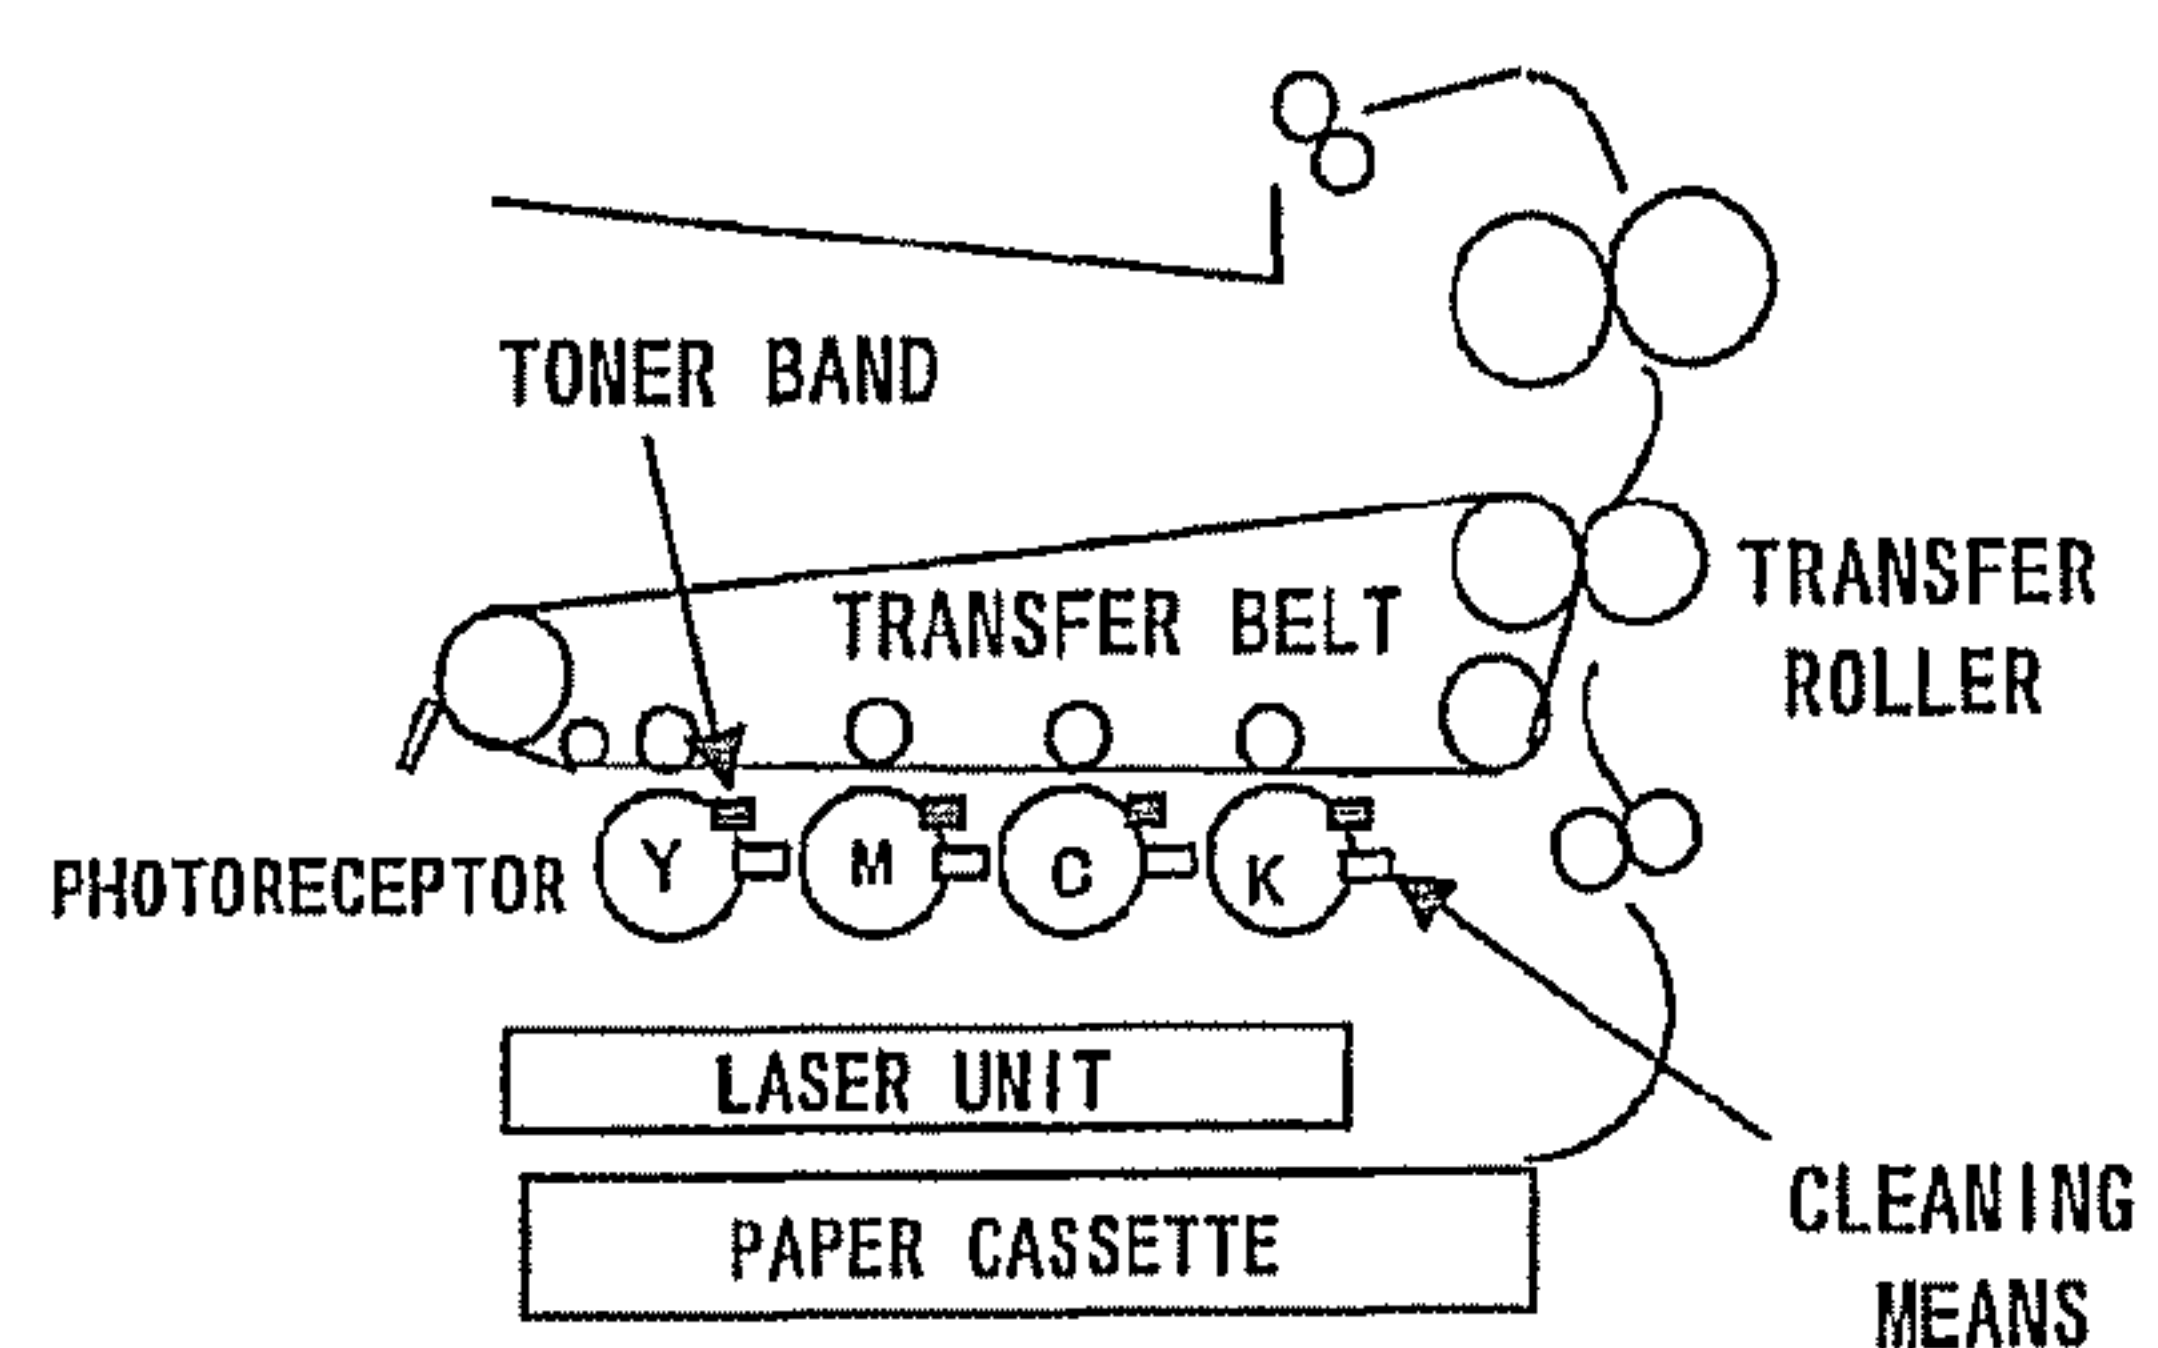 TONER BAND
TRANSFER BELT
TRANSFER
ROLLER
PHOTORECEPTOR
Y
M
C
K
LASER UNIT
PAPER CASSETTE
CLEANING
MEANS